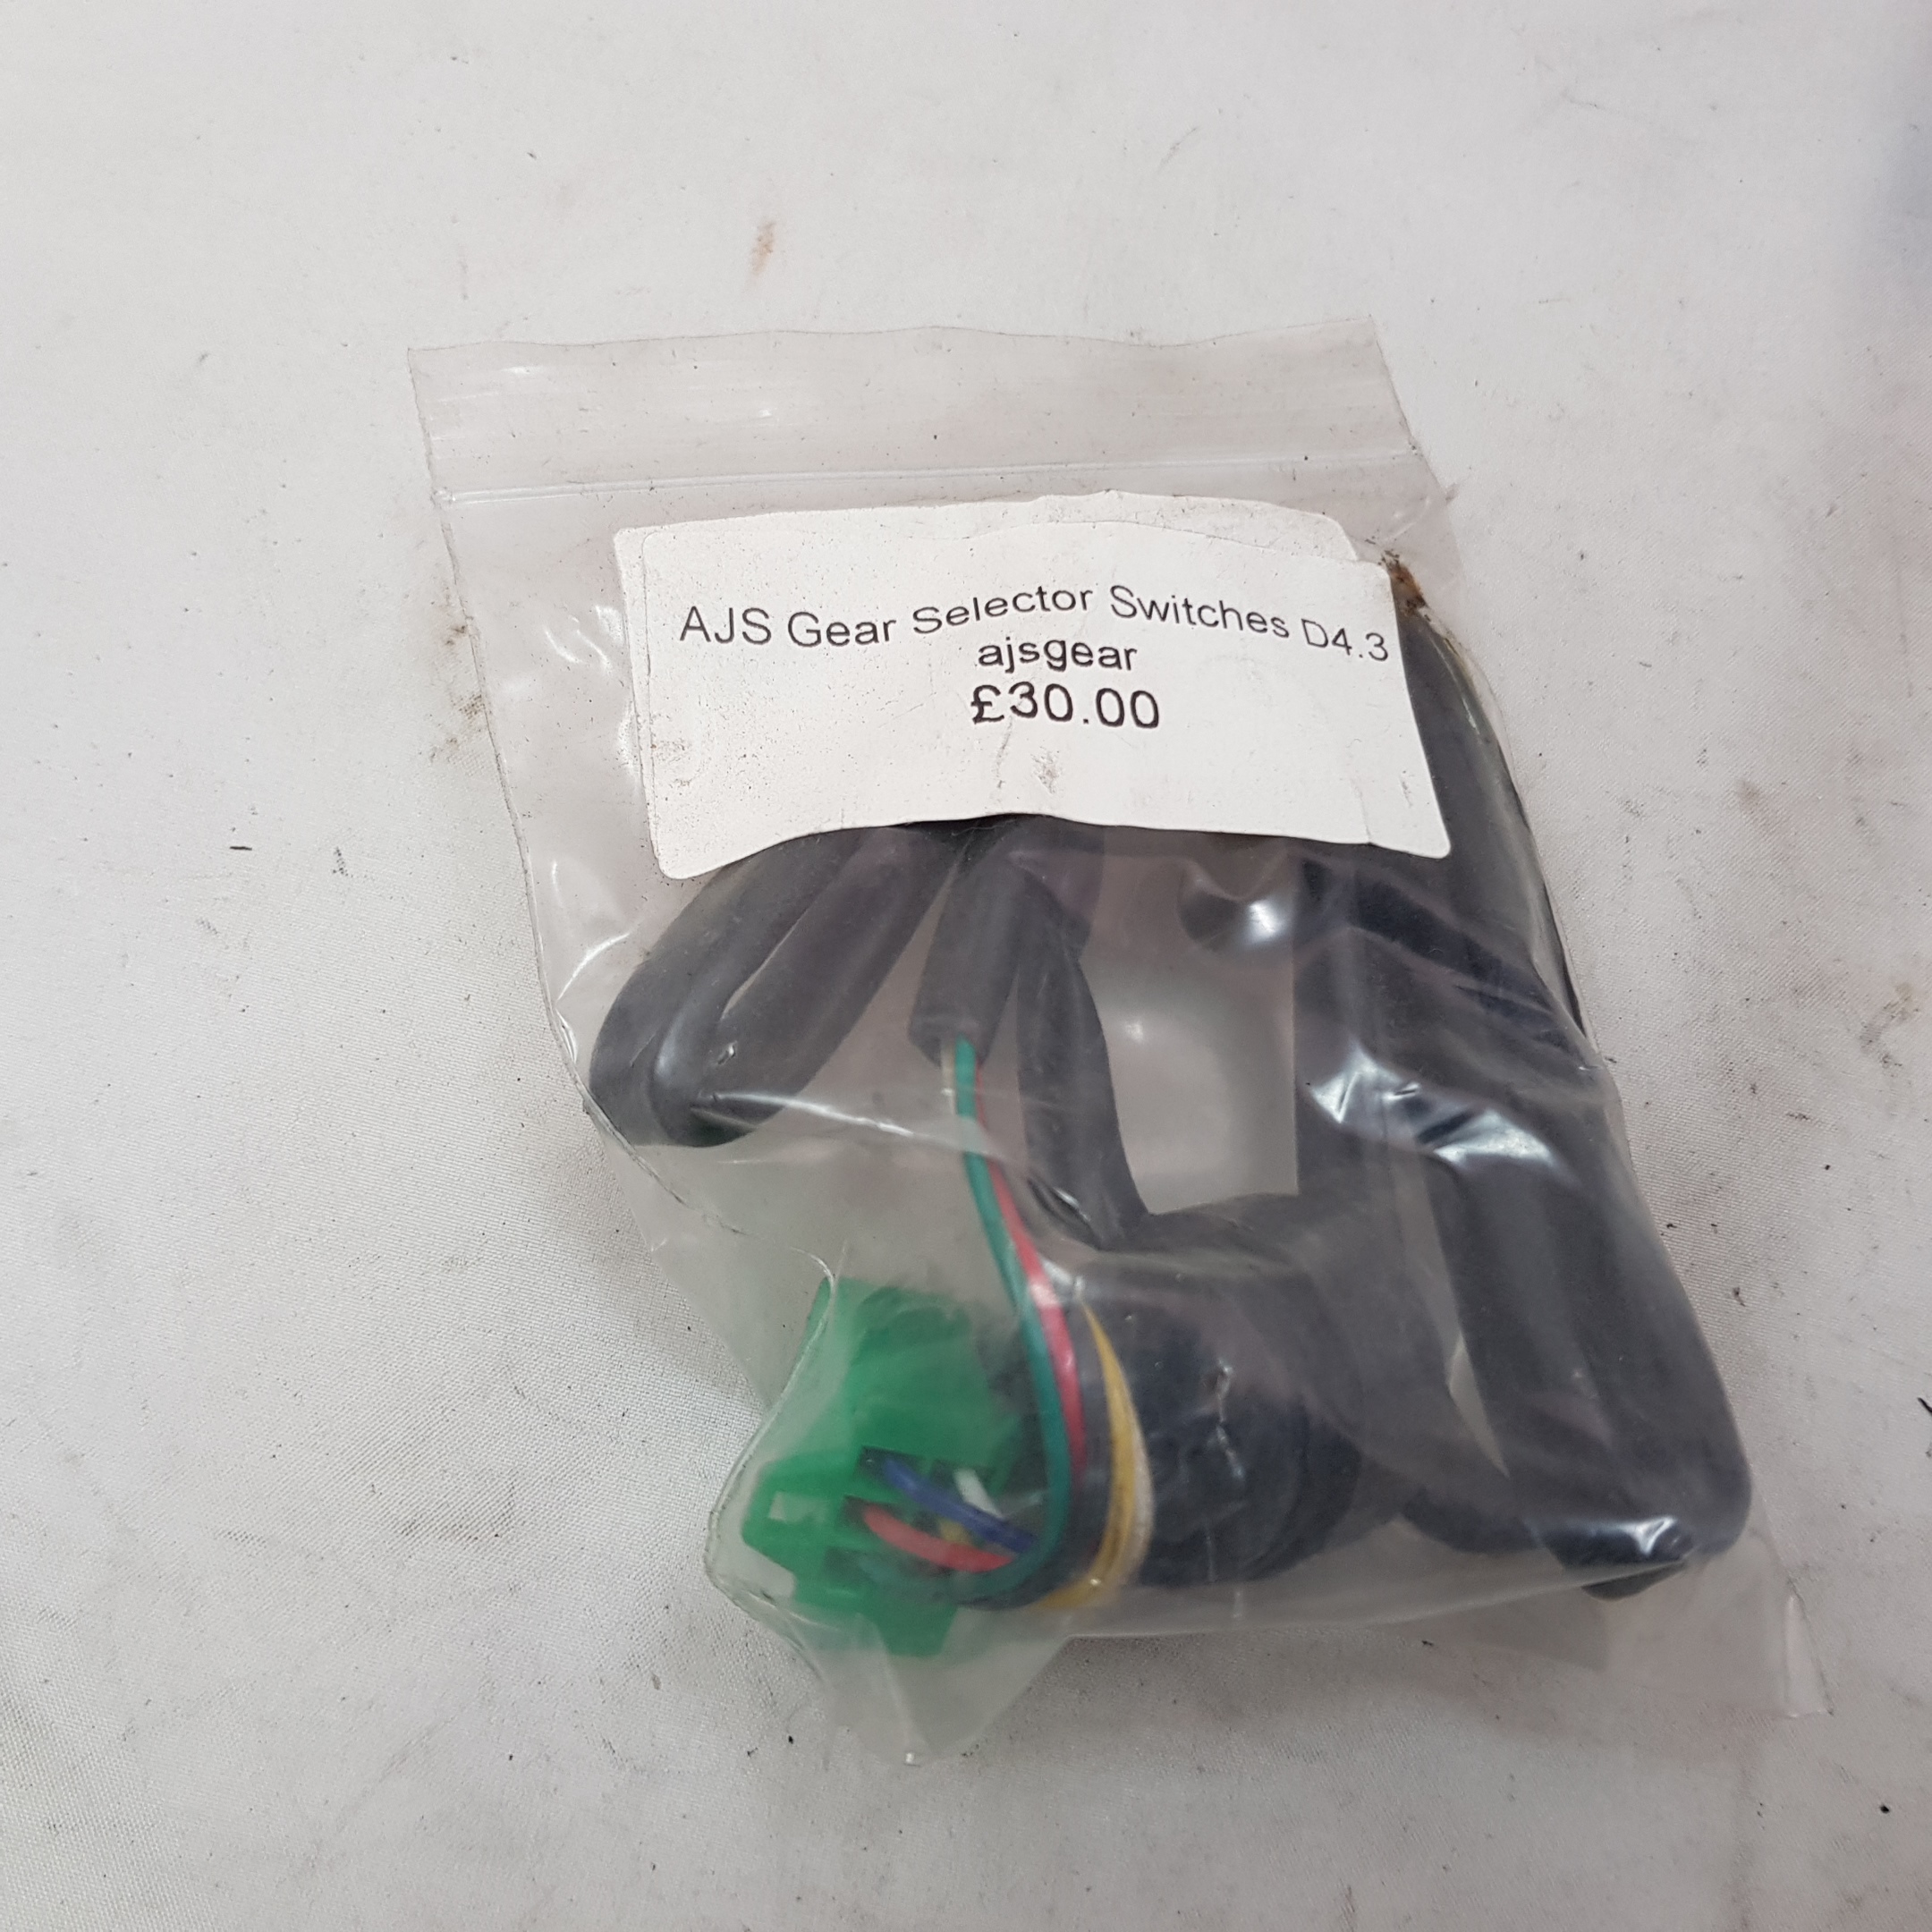 AJS Gear Selector Switches D4.3
ajsgear
£30.00